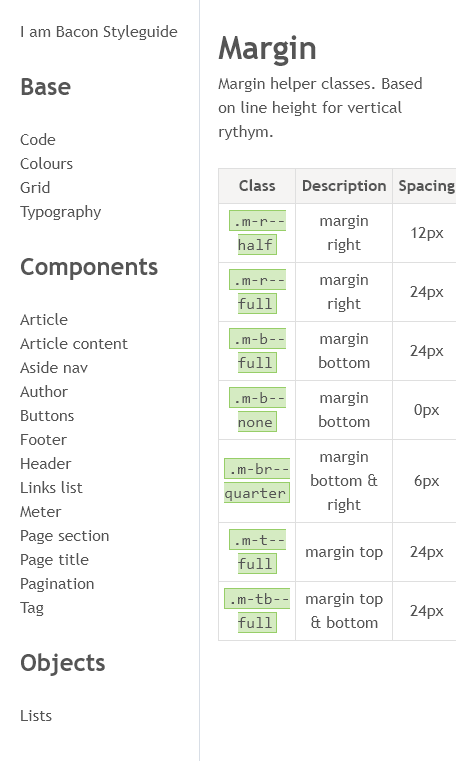 I am Bacon Styleguide
Base
Code
Colours
Grid
Typography
Components
Article
Article content
Aside nav
Author
Buttons
Footer
Header
Links list
Meter
Page section
Page title
Pagination
Tag
Objects
Lists
Margin
Margin helper classes. Based
on line height for vertical
rythym.
Class Description Spacing
.m-r--
half
margin
right
12px
.m-r--
full
margin
right
24px
.m-b--
full
margin
bottom
24px
.m-b--
none
margin
bottom
0px
.m-br--
quarter
margin
bottom &
right
6px
.m-t--
full
margin top
24px
.m-tb--
full
margin top
& bottom
24px